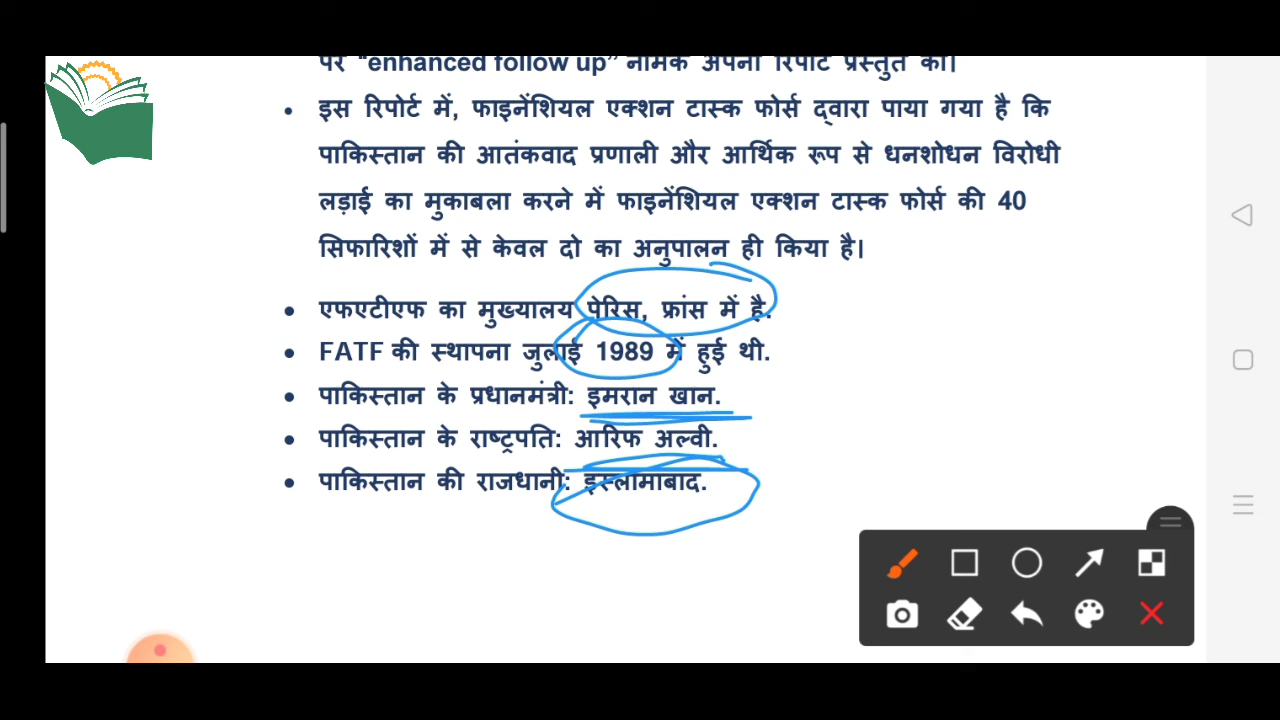 पर “enhanced follow up” नामक अपनी रिपोर्ट प्रस्तुत की।
• इस रिपोर्ट में, फाइनेंशियल एक्शन टास्क फोर्स द्वारा पाया गया है कि
पाकिस्तान की आतंकवाद प्रणाली और आर्थिक रूप से धनशोधन विरोधी
लड़ाई का मुकाबला करने में फाइनेंशियल एक्शन टास्क फोर्स की 40
सिफारिशों में से केवल दो का अनुपालन ही किया है।
• एफएटीएफ का मुख्यालय पेरिस, फ्रांस में है.
• FATF की स्थापना जुलाई 1989 में हुई थी.
• पाकिस्तान के प्रधानमंत्री: इमरान खान.
• पाकिस्तान के राष्ट्रपति: आरिफ अल्वी.
• पाकिस्तान की राजधानी: इस्लामाबाद.